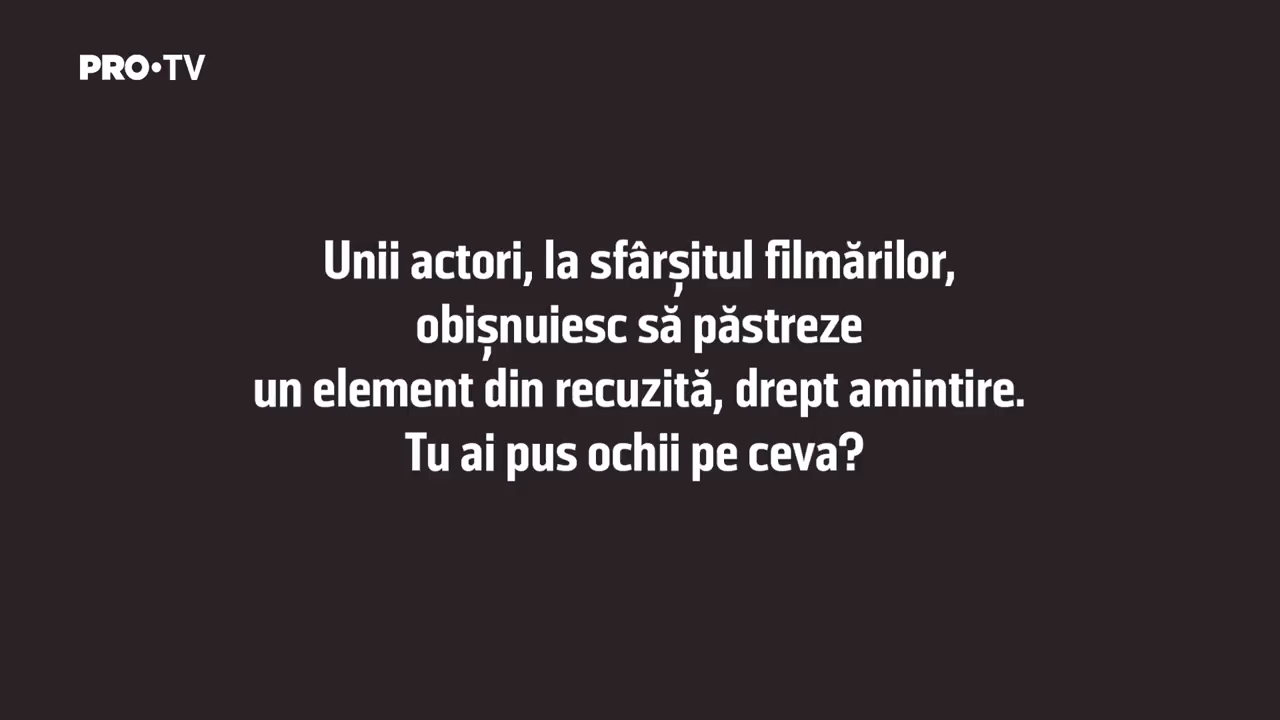 PRO•TV
Unii actori, la sfârșitul filmărilor,
obișnuiesc să păstreze
un element din recuzită, drept amintire.
Tu ai pus ochii pe ceva?